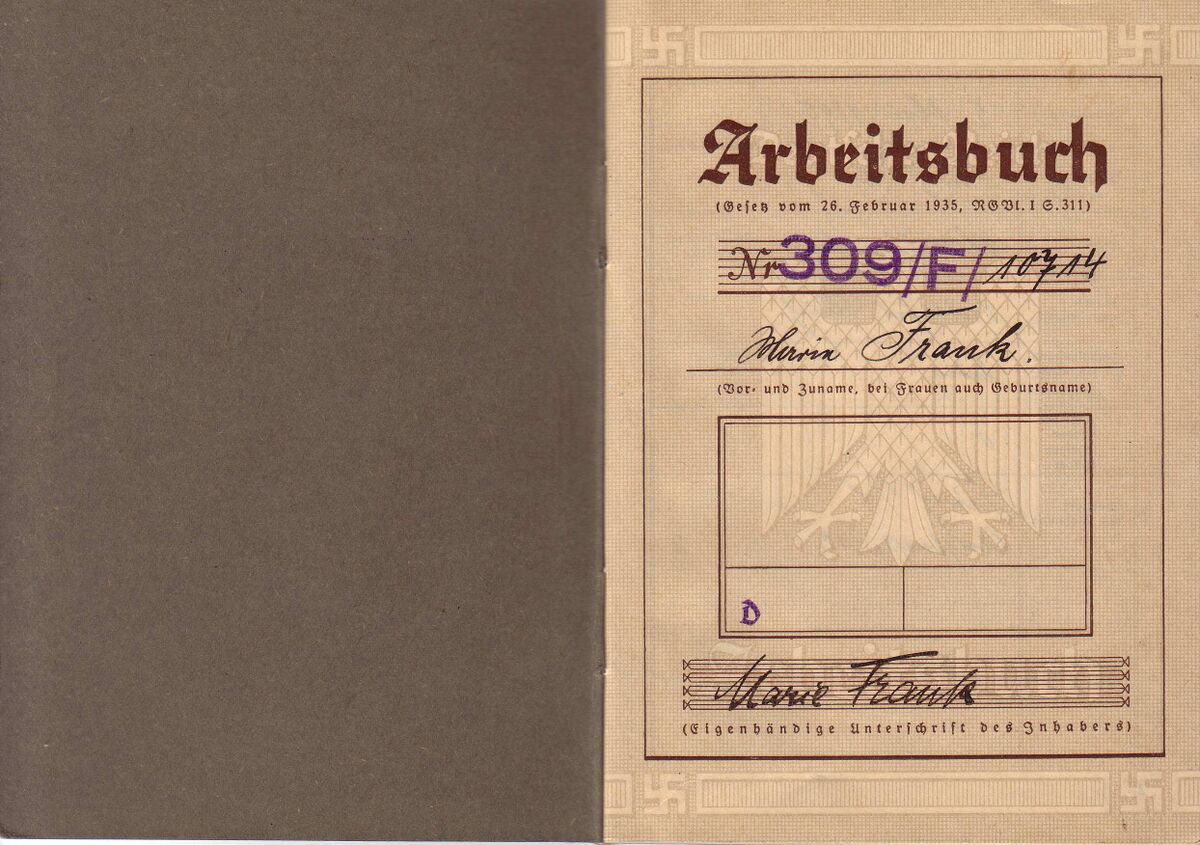 Arbeitsbuch
(Gesetz vom 26. Februar 1935, RGBl. I S.311)
Nr 309/F/10714
Marie Frank.
(Vor- und Zuname, bei Frauen auch Geburtsname)
D
Marie Frank
(Eigenhändige Unterschrift des Inhabers)